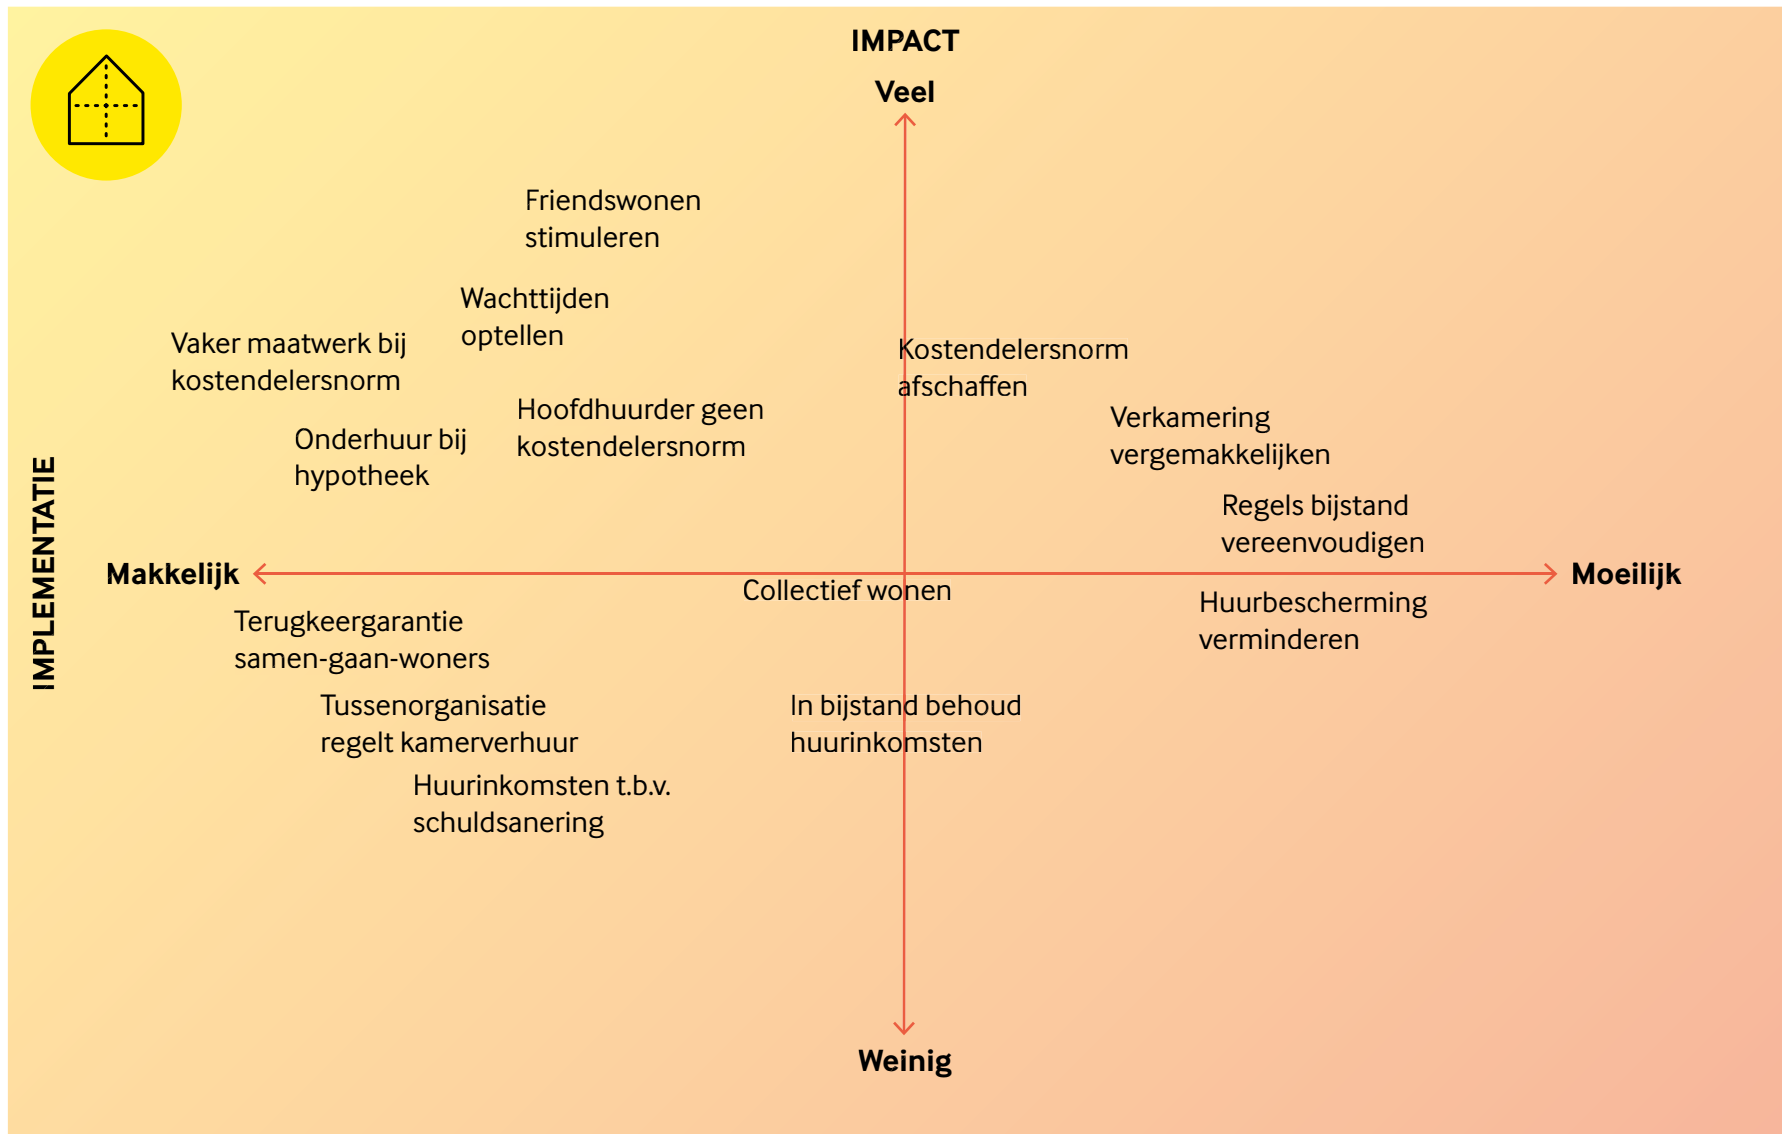 IMPACT
Veel
Friendswonen
stimuleren
Wachttijden
optellen
Vaker maatwerk bij
kostendelersnorm
Kostendelersnorm
afschaffen
Hoofdhuurder geen
kostendelersnorm
Verkamering
vergemakkelijken
Onderhuur bij
hypotheek
Regels bijstand
vereenvoudigen
IMPLEMENTATIE
Makkelijk
Moeilijk
Collectief wonen
Huurbescherming
verminderen
Terugkeergarantie
samen-gaan-woners
Tussenorganisatie
regelt kamerverhuur
In bijstand behoud
huurinkomsten
Huurinkomsten t.b.v.
schuldsanering
Weinig